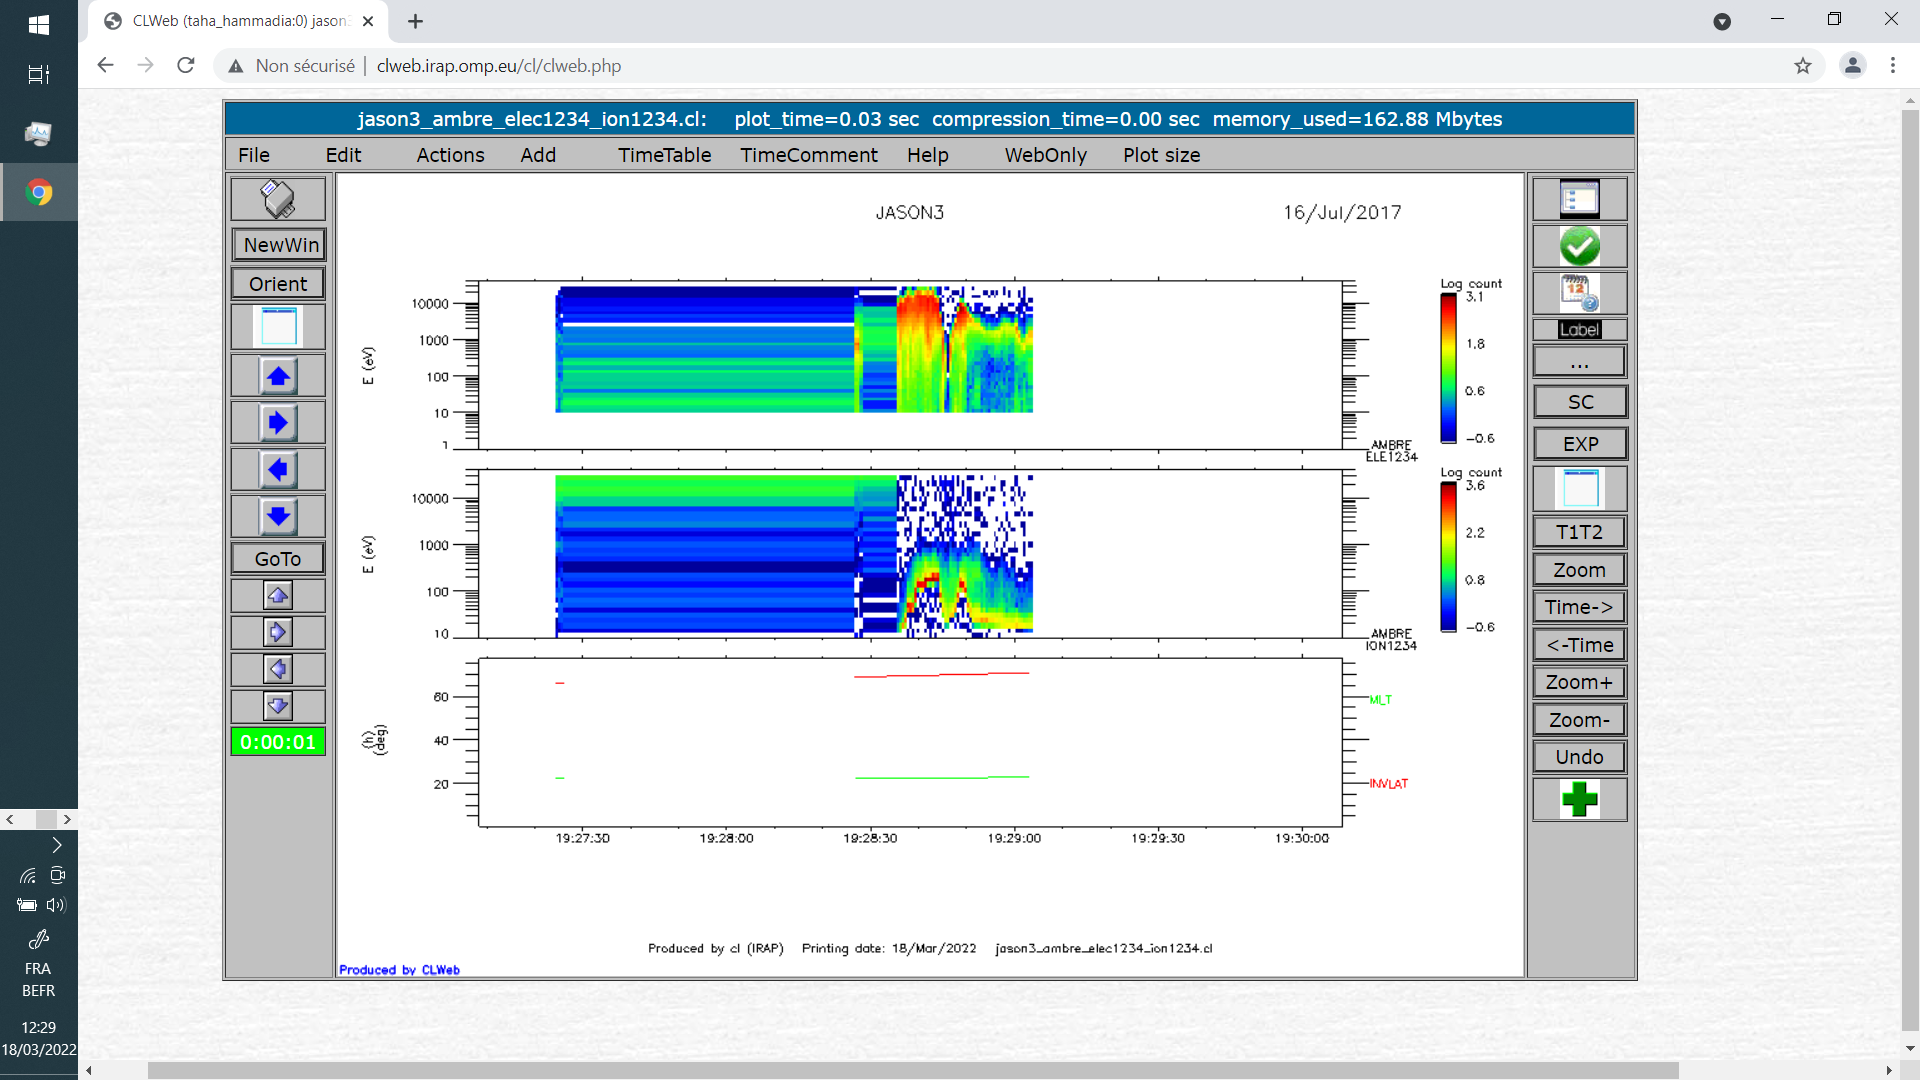 CLWeb (taha_hammadia:0) jason3
Non sécurisé | clweb.irap.omp.eu/cl/clweb.php
jason3_ambre_elec1234_ion1234.cl: plot_time=0.03 sec compression_time=0.00 sec memory_used=162.88 Mbytes
File Edit Actions Add TimeTable TimeComment Help WebOnly Plot size
NewWin
Orient
GoTo
0:00:01
JASON3 16/Jul/2017
E (eV)
10000
1000
100
10
1
Log count
3.1
1.8
0.6
-0.6
AMBRE
ELE1234
E (eV)
10000
1000
100
10
Log count
3.6
2.2
0.8
-0.6
AMBRE
ION1234
(h)
(deg)
60
40
20
MLT
INVLAT
19:27:30 19:28:00 19:28:30 19:29:00 19:29:30 19:30:00
Produced by cl (IRAP) Printing date: 18/Mar/2022 jason3_ambre_elec1234_ion1234.cl
Produced by CLWeb
12
Label
...
SC
EXP
T1T2
Zoom
Time->
<-Time
Zoom+
Zoom-
Undo
FRA
BEFR
12:29
18/03/2022